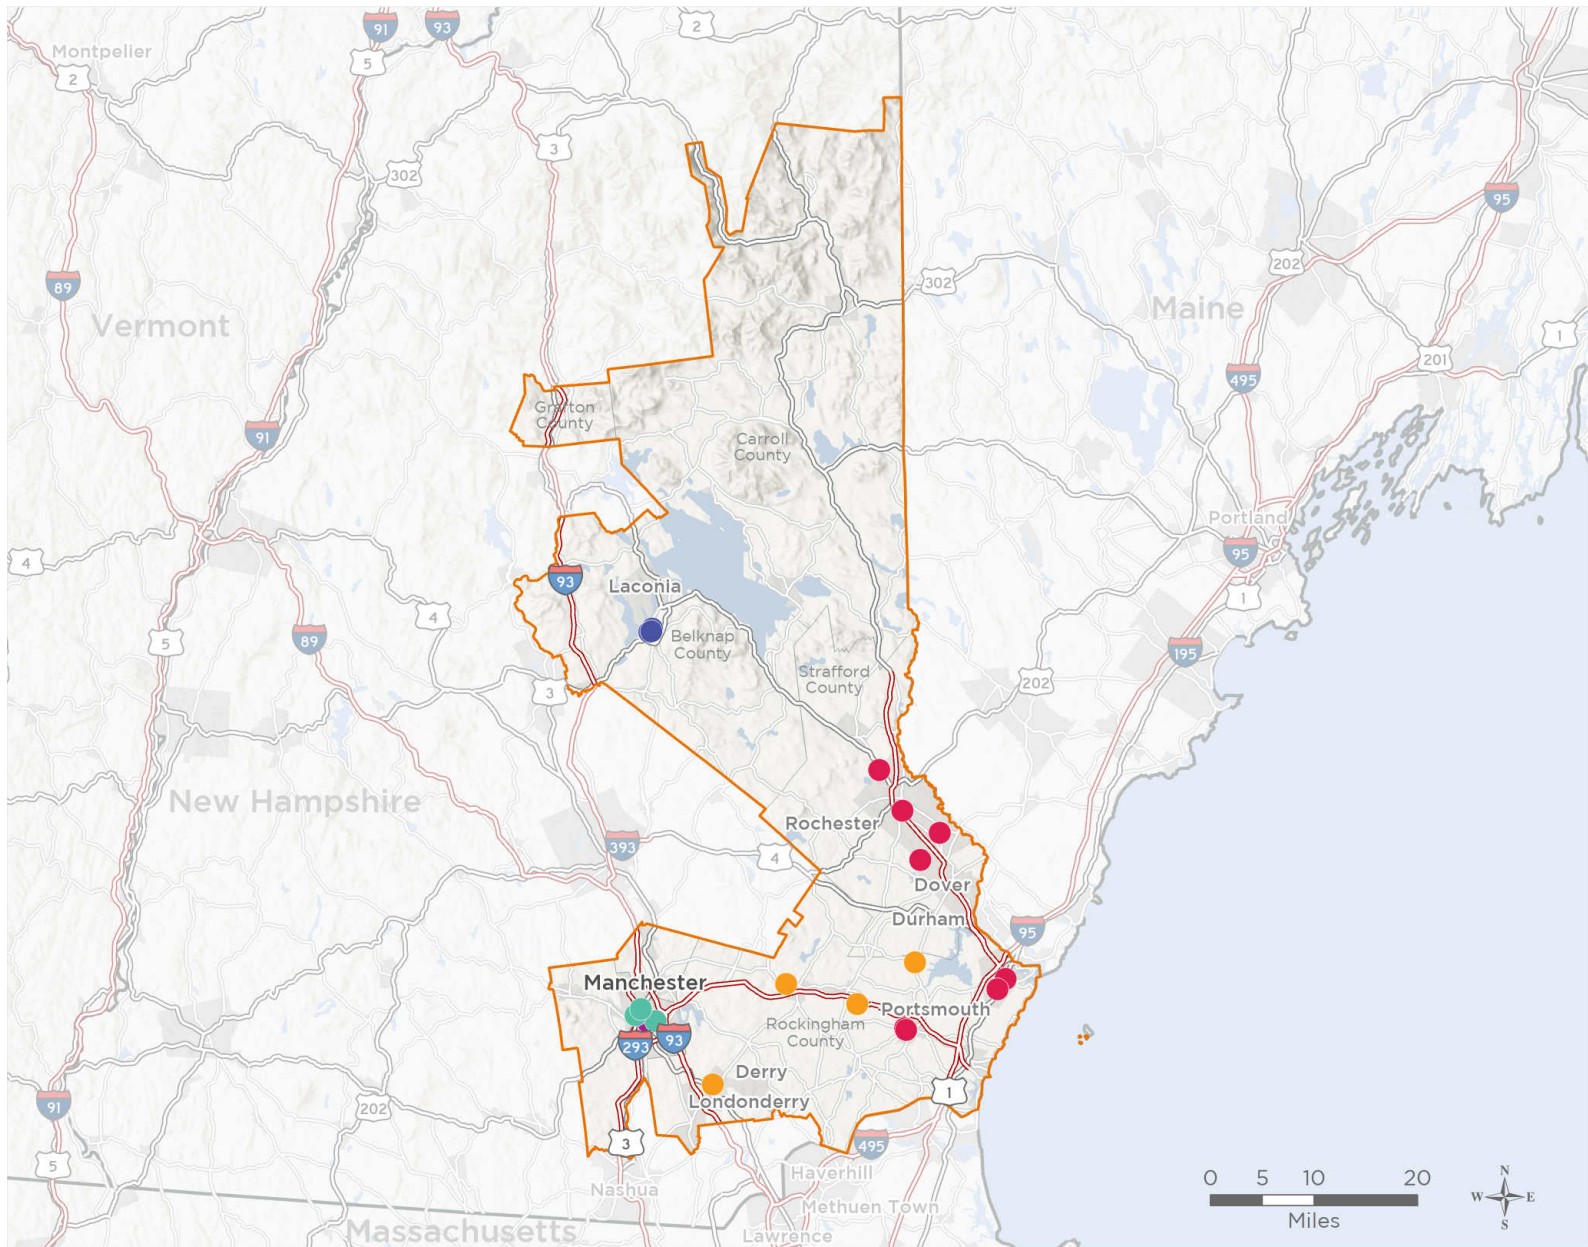 91
93
2
Montpelier
5
2
3
302
95
202
89
302
Maine
Vermont
1
201
495
Grafton
County
91
Carroll
County
Portland
95
4
93
Laconia
1
4
Belknap
County
5
89
195
Strafford
County
202
3
New Hampshire
Rochester
393
4
Dover
Durham
95
Manchester
Portsmouth
Rockingham
County
293
93
Derry
Londonderry
1
91
202
3
495
5
Haverhill
Nashua
Methuen Town
Massachusetts
Lawrence
0 5 10 20
Miles
N
W E
S